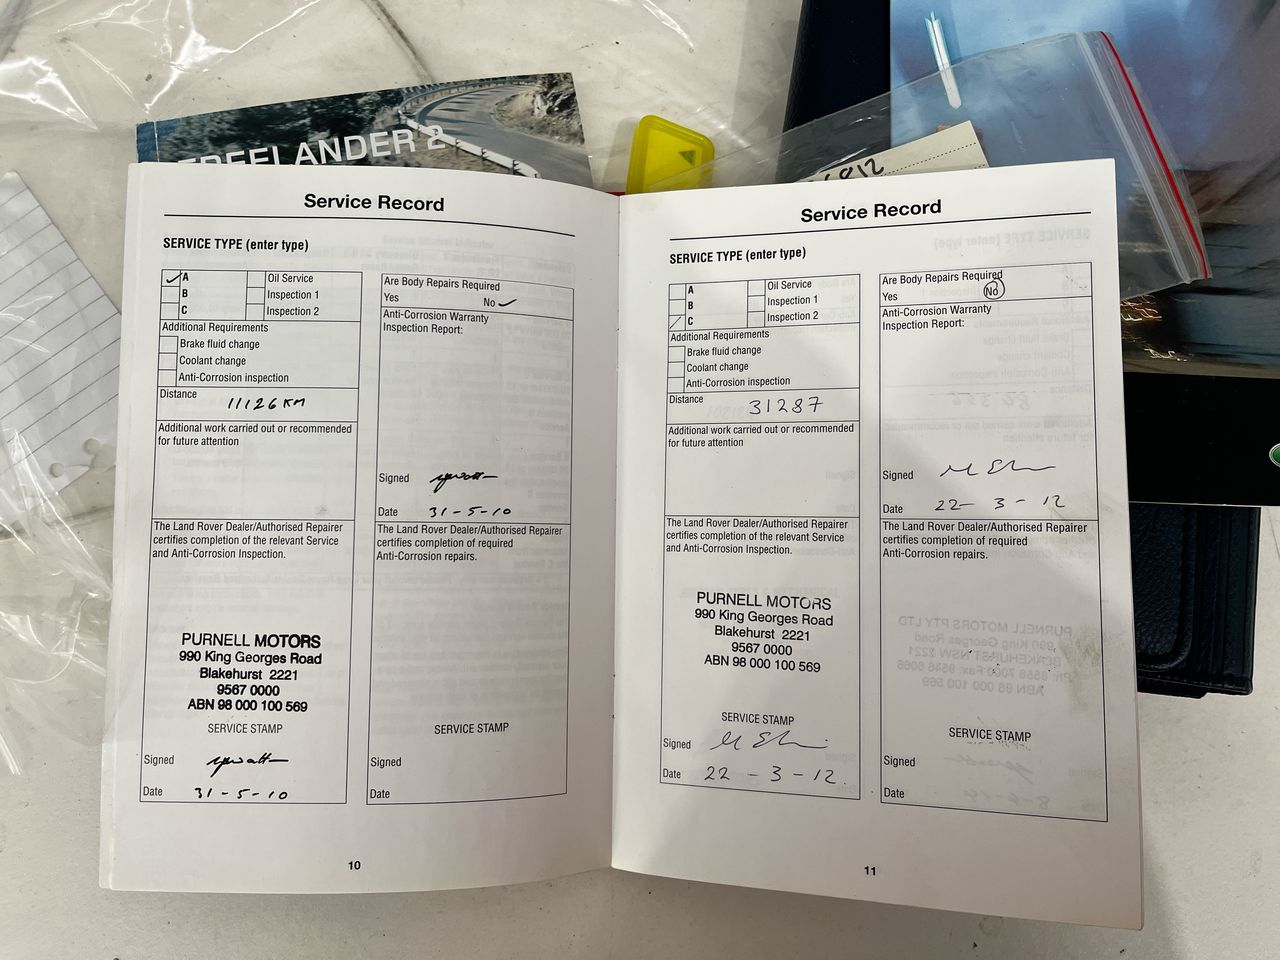 FREELANDER 2
Service Record
SERVICE TYPE (enter type)
A
B
C
Oil Service
Inspection 1
Inspection 2
Additional Requirements
Brake fluid change
Coolant change
Anti-Corrosion inspection
Distance
11126 KM
Additional work carried out or recommended
for future attention
The Land Rover Dealer/Authorised Repairer
certifies completion of the relevant Service
and Anti-Corrosion Inspection.
PURNELL MOTORS
990 King Georges Road
Blakehurst 2221
9567 0000
ABN 98 000 100 569
SERVICE STAMP
Signed
Date 31-5-10
Are Body Repairs Required
Yes No
Anti-Corrosion Warranty
Inspection Report:
Signed
Date 31-5-10
The Land Rover Dealer/Authorised Repairer
certifies completion of required
Anti-Corrosion repairs.
SERVICE STAMP
Signed
Date
10
Service Record
SERVICE TYPE (enter type)
A
B
C
Oil Service
Inspection 1
Inspection 2
Additional Requirements
Brake fluid change
Coolant change
Anti-Corrosion inspection
Distance
31287
Additional work carried out or recommended
for future attention
The Land Rover Dealer/Authorised Repairer
certifies completion of the relevant Service
and Anti-Corrosion Inspection.
PURNELL MOTORS
990 King Georges Road
Blakehurst 2221
9567 0000
ABN 98 000 100 569
SERVICE STAMP
Signed
Date 22-3-12
Are Body Repairs Required
Yes No
Anti-Corrosion Warranty
Inspection Report:
Signed
Date 22-3-12
The Land Rover Dealer/Authorised Repairer
certifies completion of required
Anti-Corrosion repairs.
SERVICE STAMP
Signed
Date
11